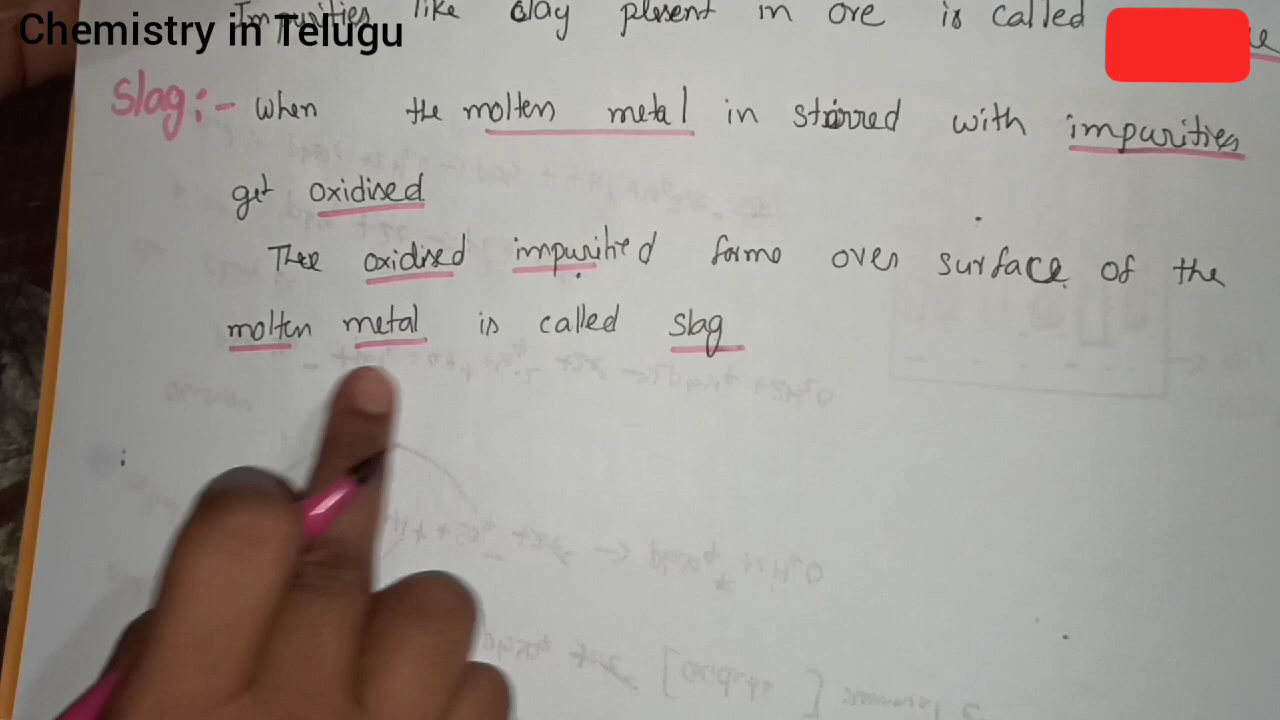 Impurities like clay present in ore is called
Chemistry in Telugu
Slag:- when the molten metal in stirred with impurities
get oxidised
Thee oxidised impurities forms over surface of the
molten metal is called slag